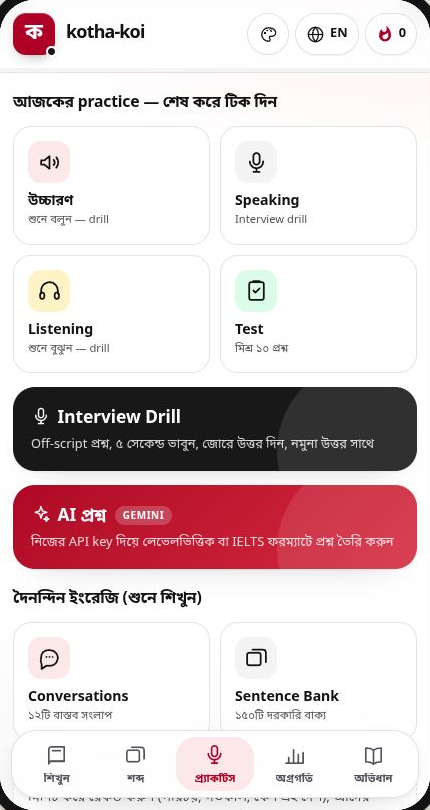 ক
kotha-koi
EN
0
আজকের practice — শেষ করে টিক দিন
উচ্চারণ
শুনে বলুন — drill
Speaking
Interview drill
Listening
শুনে বুঝুন — drill
Test
মিশ্র ১০ প্রশ্ন
Interview Drill
Off-script প্রশ্ন, ৫ সেকেন্ড ভাবুন, জোরে উত্তর দিন, নমুনা উত্তর সাথে
AI প্রশ্ন GEMINI
নিজের API key দিয়ে লেভেলভিত্তিক বা IELTS ফরম্যাটে প্রশ্ন তৈরি করুন
দৈনন্দিন ইংরেজি (শুনে শিখুন)
Conversations
১২টি বাস্তব সংলাপ
Sentence Bank
১৫০টি দরকারি বাক্য
শিখুন
শব্দ
প্র্যাকটিস
অগ্রগতি
অভিধান